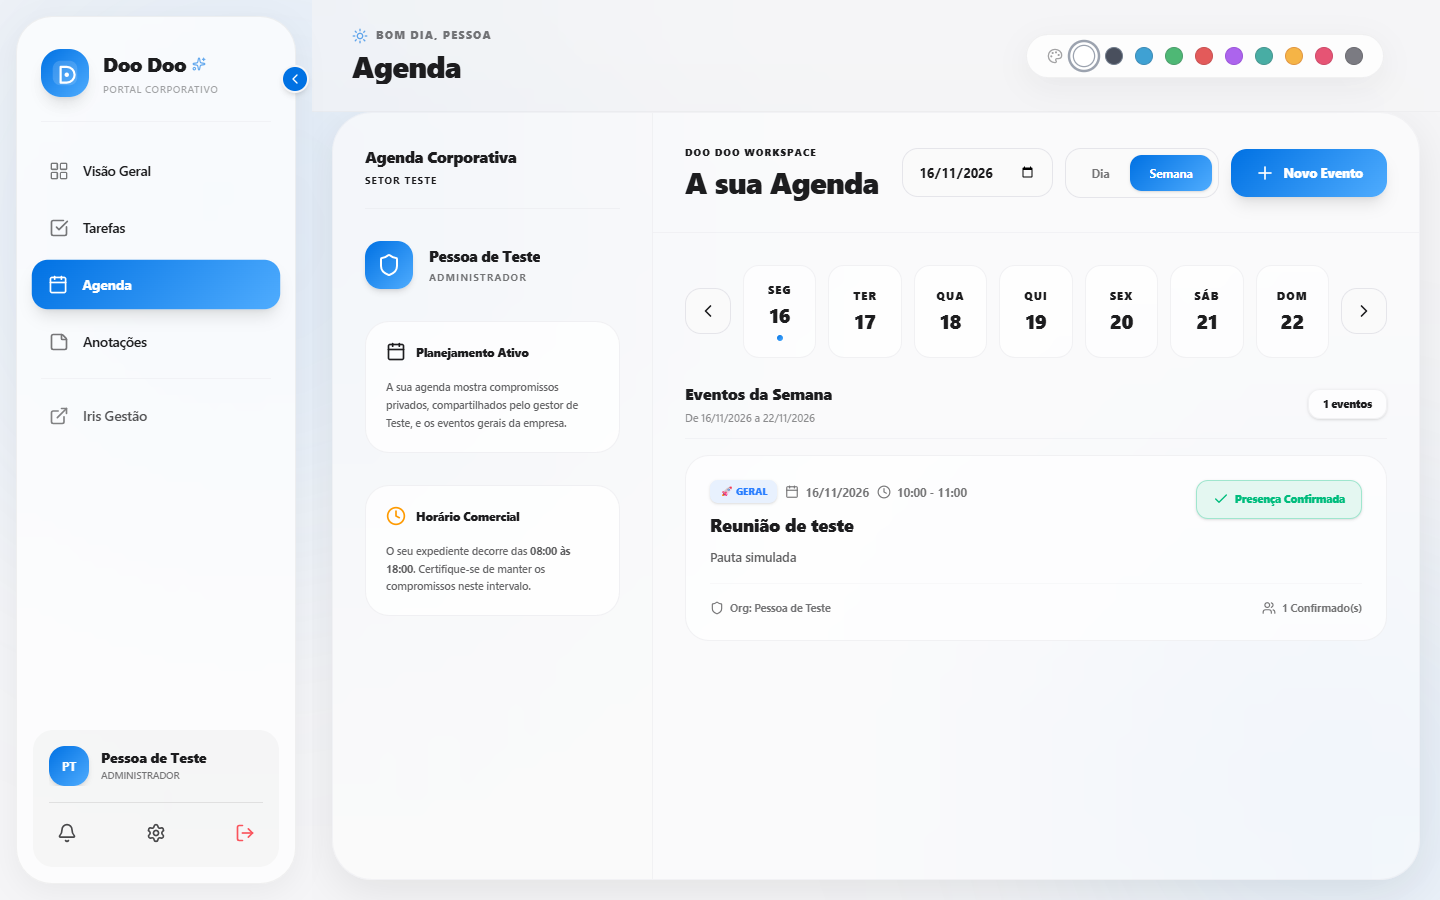 Doo Doo
PORTAL CORPORATIVO
Visão Geral
Tarefas
Agenda
Anotações
Iris Gestão
PT
Pessoa de Teste
ADMINISTRADOR
BOM DIA, PESSOA
Agenda
Agenda Corporativa
SETOR TESTE
Pessoa de Teste
ADMINISTRADOR
Planejamento Ativo
A sua agenda mostra compromissos
privados, compartilhados pelo gestor de
Teste, e os eventos gerais da empresa.
Horário Comercial
O seu expediente decorre das 08:00 às
18:00. Certifique-se de manter os
compromissos neste intervalo.
DOO DOO WORKSPACE
A sua Agenda
16/11/2026
Dia
Semana
Novo Evento
SEG
16
TER
17
QUA
18
QUI
19
SEX
20
SÁB
21
DOM
22
Eventos da Semana
De 16/11/2026 a 22/11/2026
1 eventos
🚀 GERAL 16/11/2026 10:00 - 11:00
Presença Confirmada
Reunião de teste
Pauta simulada
Org: Pessoa de Teste
1 Confirmado(s)